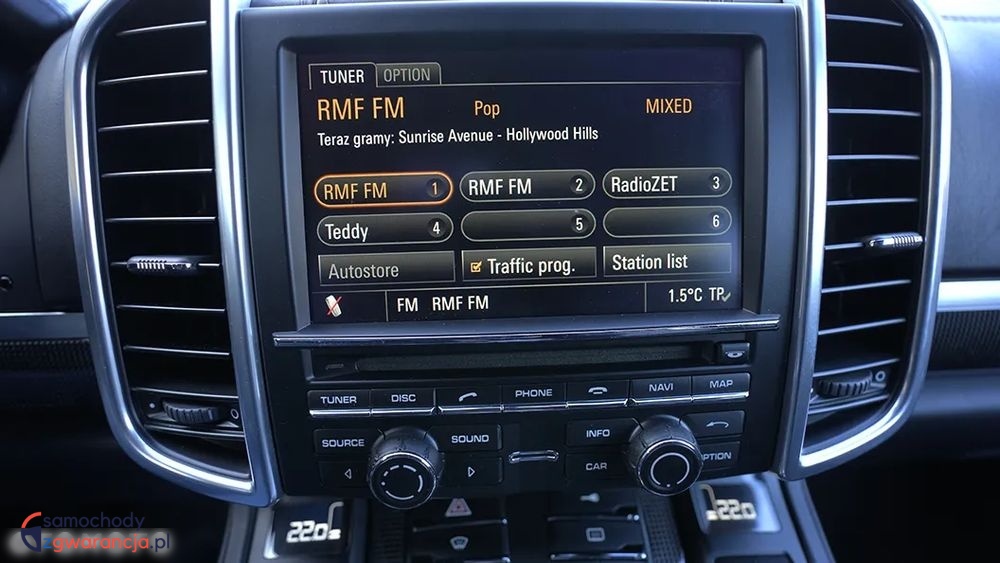 TUNER OPTION
RMF FM Pop MIXED
Teraz gramy: Sunrise Avenue - Hollywood Hills
RMF FM 1 RMF FM 2 RadioZET 3
Teddy 4 5 6
Autostore Traffic prog. Station list
FM RMF FM 1.5°C TP
TUNER DISC PHONE NAVI MAP
SOURCE SOUND INFO
CAR OPTION
22.0 22.0
samochody
zgwarancja.pl